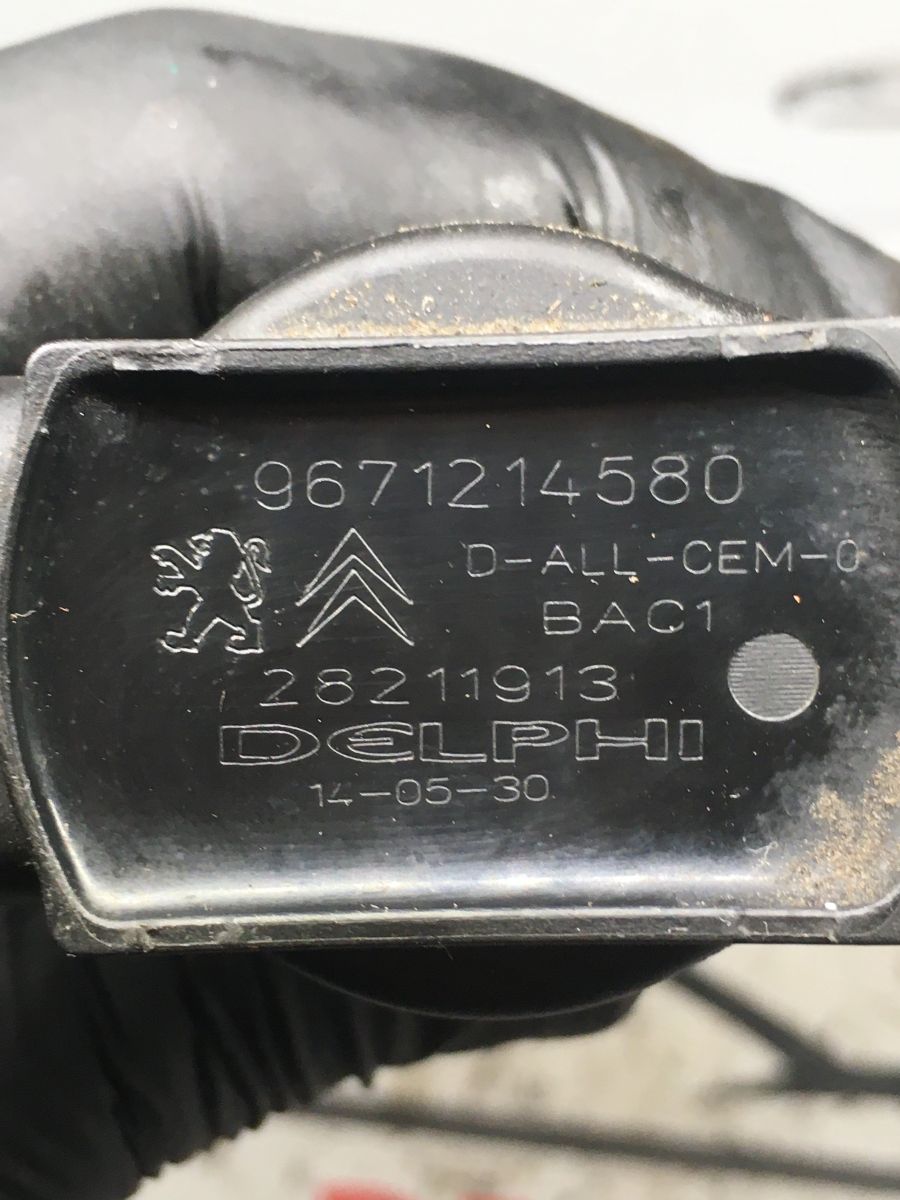 9671214580
D-ALL-CEM-0
BAC1
28211913
DELPHI
14-05-30